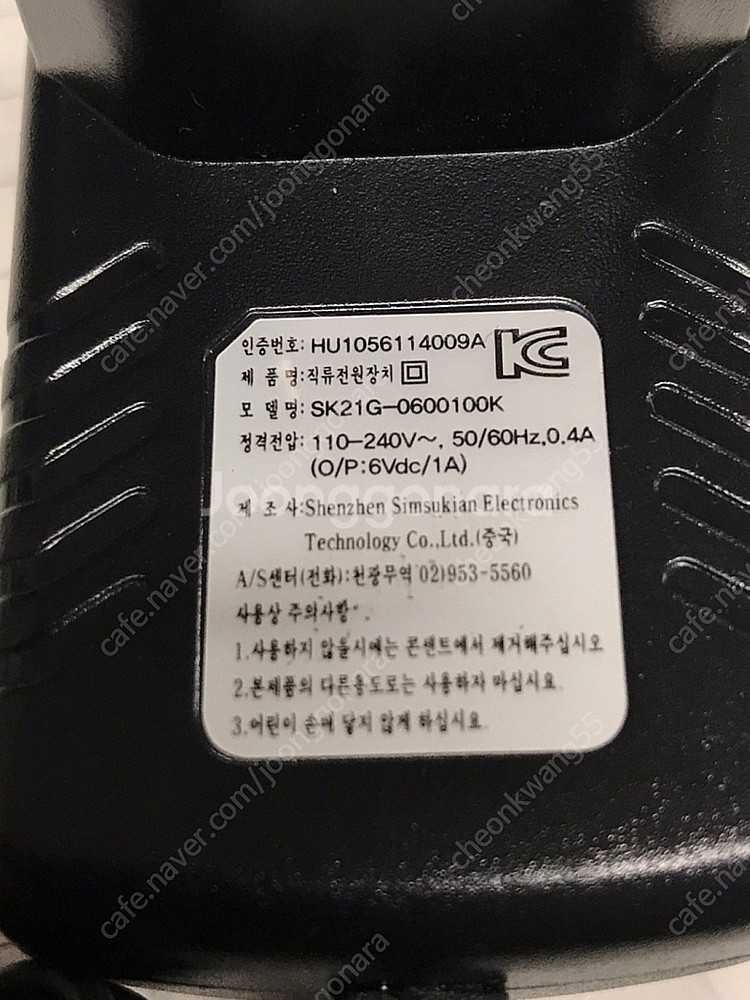 인증번호: HU1056114009A
제 품 명:직류전원장치
모 델 명: SK21G-0600100K
정격전압: 110-240V~, 50/60Hz,0.4A
(O/P:6Vdc/1A)
제 조 사:Shenzhen Simsukian Electronics
Technology Co.,Ltd.(중국)
A/S센터(전화):천광무역 02)953-5560
사용상 주의사항
1.사용하지 않을시에는 콘센트에서 제거해주십시오
2.본제품의 다른용도로는 사용하자 마십시요.
3.어린이 손에 닿지 않게 하십시요.
Joonggonara
cafe.naver.com/joonggonara
cheonkwang55